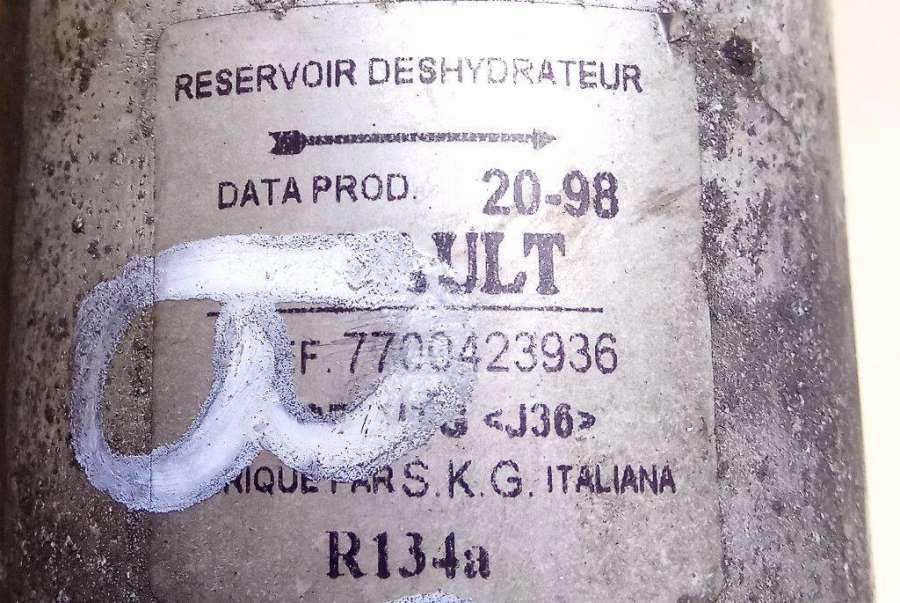 RESERVOIR DESHYDRATEUR
DATA PROD. 20-98
7700423936
<J36>
S.K.G. ITALIANA
R134a